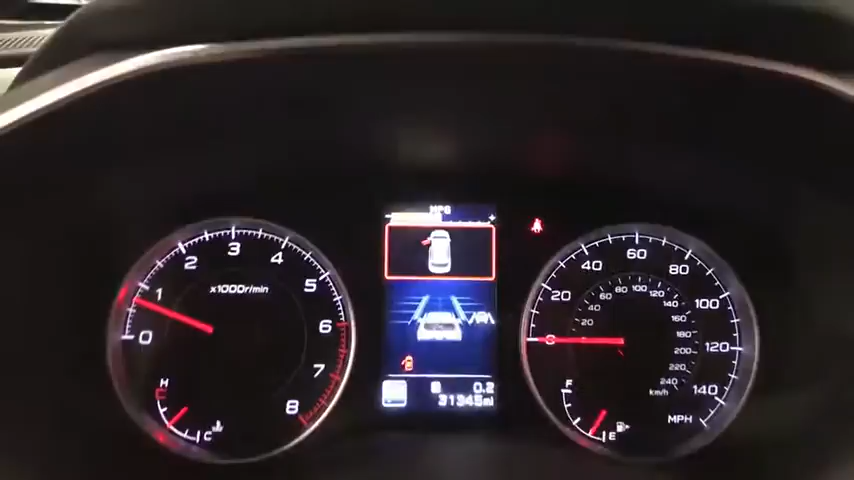 MPG
- +
0 1 2 3 4 5 6 7 8
x1000r/min
H
C
B 0.2
31345mi
0 20 40 60 80 100 120 140
20 40 60 80 100 120 140 160 180 200 220 240
km/h
MPH
F
E